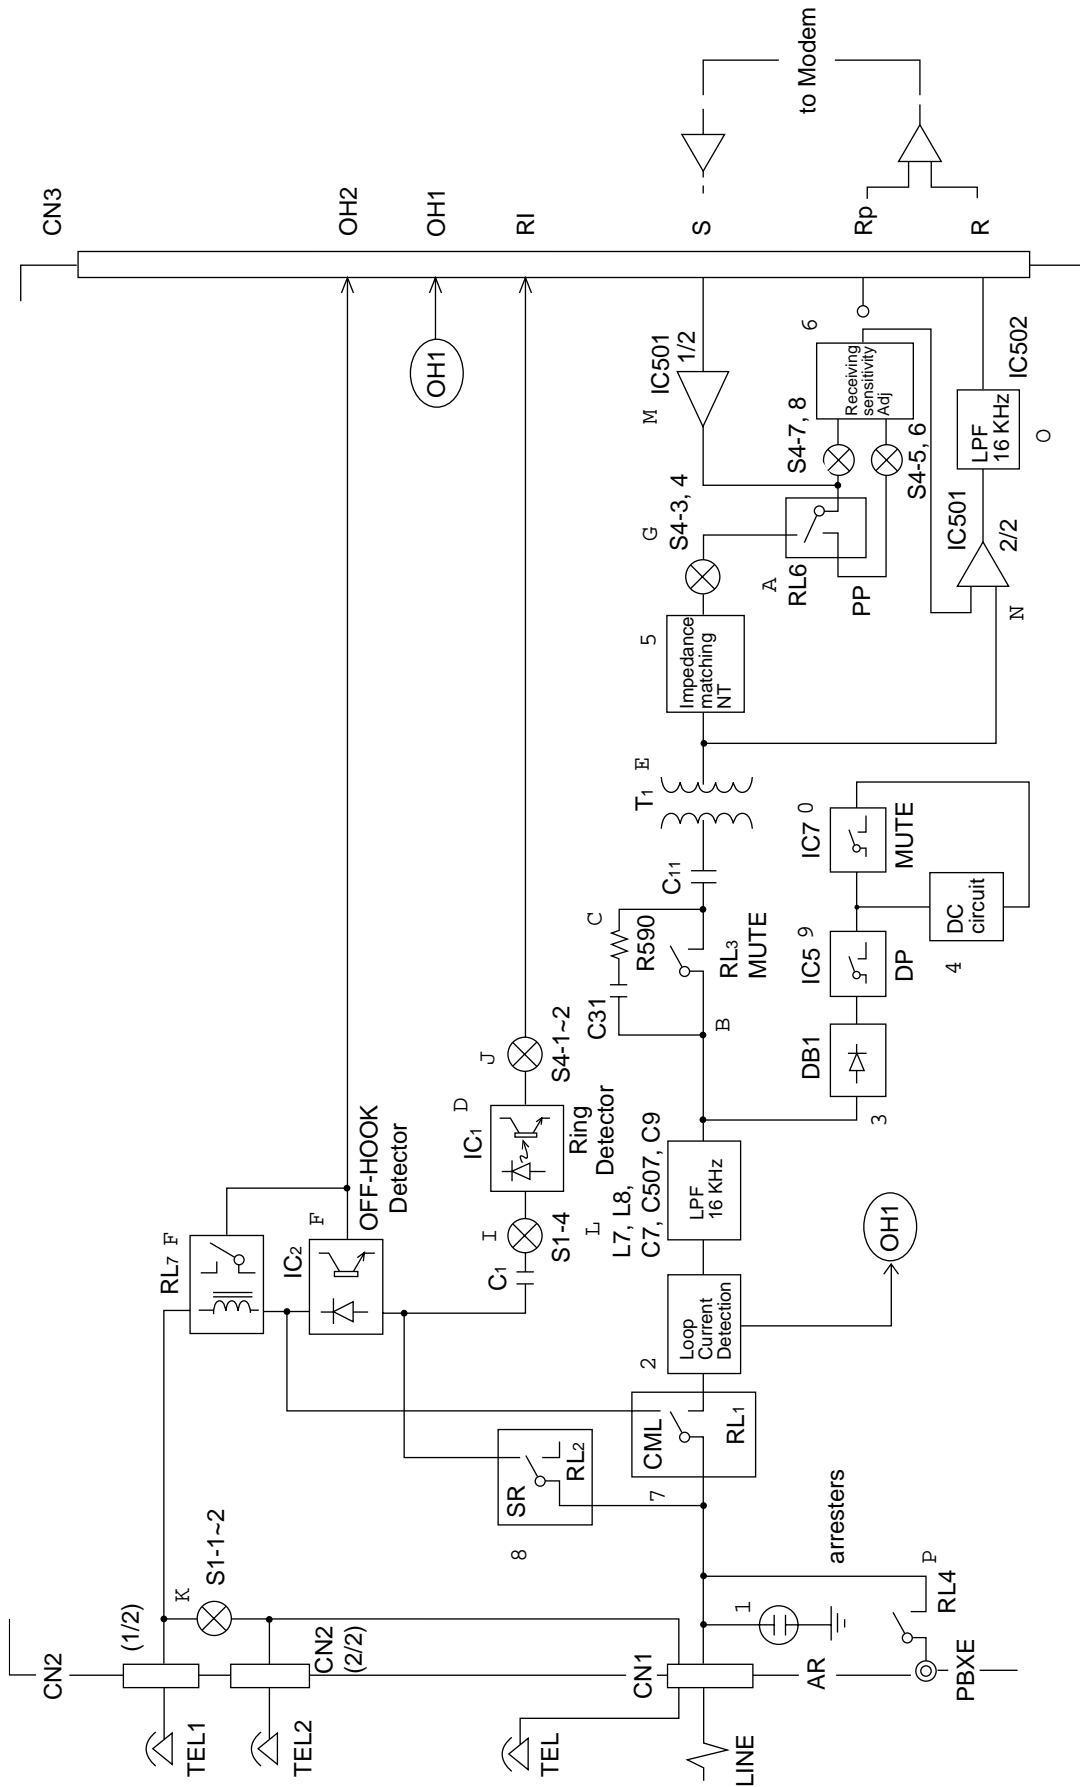 CN3
OH2
OH1
RI
S
Rp
R
to Modem
OH1
M
IC501
1/2
6
Receiving
sensitivity
Adj
S4-7, 8
S4-5, 6
IC502
LPF
16 KHz
O
IC501
2/2
N
G
S4-3, 4
A
RL6
PP
5
Impedance
matching
NT
E
T1
C11
C
R590
C31
RL3
MUTE
B
IC7
0
MUTE
IC5
9
DP
DC
circuit
4
DB1
3
J
S4-1~2
D
IC1
Ring
Detector
I
S1-4
C1
L
L7, L8,
C7, C507, C9
LPF
16 KHz
OH1
2
Loop
Current
Detection
OFF-HOOK
Detector
F
IC2
RL7
F
CML
RL1
7
SR
RL2
8
K
S1-1~2
(1/2)
CN2
CN2
(2/2)
CN1
1
arresters
AR
P
RL4
PBXE
TEL1
TEL2
TEL
LINE